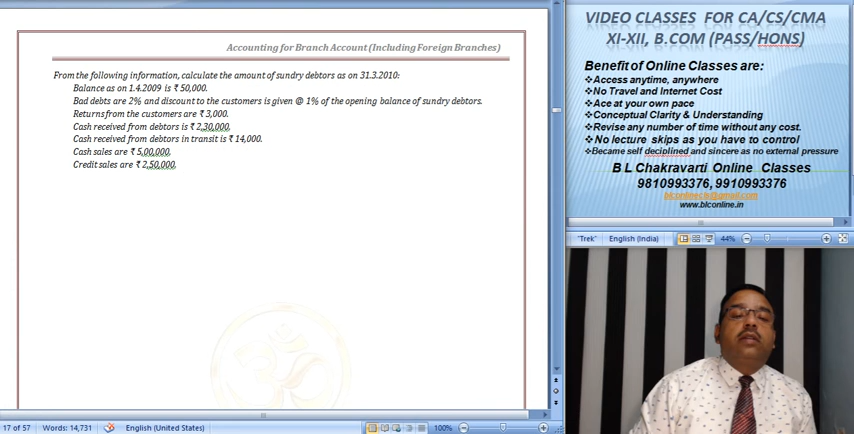 Accounting for Branch Account (Including Foreign Branches)
From the following information, calculate the amount of sundry debtors as on 31.3.2010:
Balance as on 1.4.2009 is ₹ 50,000.
Bad debts are 2% and discount to the customers is given @ 1% of the opening balance of sundry debtors.
Returns from the customers are ₹ 3,000.
Cash received from debtors is ₹ 2,30,000.
Cash received from debtors in transit is ₹ 14,000.
Cash sales are ₹ 5,00,000.
Credit sales are ₹ 2,50,000.
17 of 57 Words: 14,731 English (United States) 100%
VIDEO CLASSES FOR CA/CS/CMA
XI-XII, B.COM (PASS/HONS)
Benefit of Online Classes are:
❖Access anytime, anywhere
❖No Travel and Internet Cost
❖Ace at your own pace
❖Conceptual Clarity & Understanding
❖Revise any number of time without any cost.
❖No lecture skips as you have to control
❖Became self deciplined and sincere as no external pressure
B L Chakravarti Online Classes
9810993376, 9910993376
www.blconline.in
"Trek" English (India) 44%